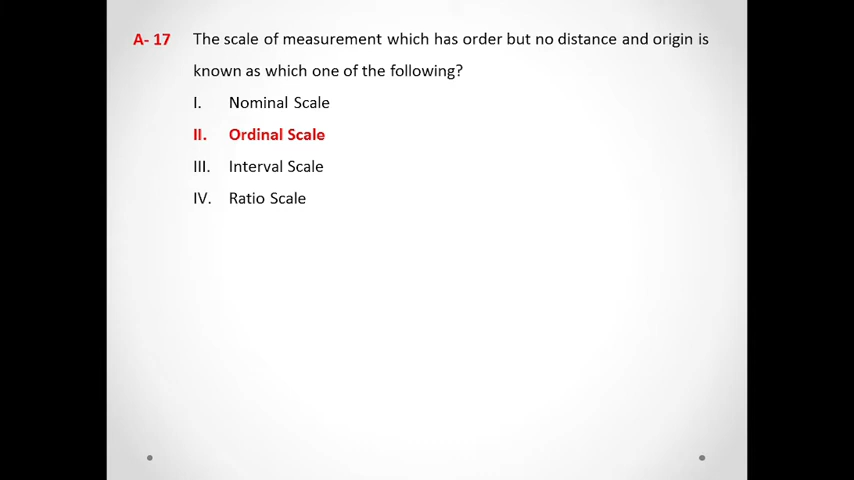 A- 17 The scale of measurement which has order but no distance and origin is
known as which one of the following?
I. Nominal Scale
II. Ordinal Scale
III. Interval Scale
IV. Ratio Scale